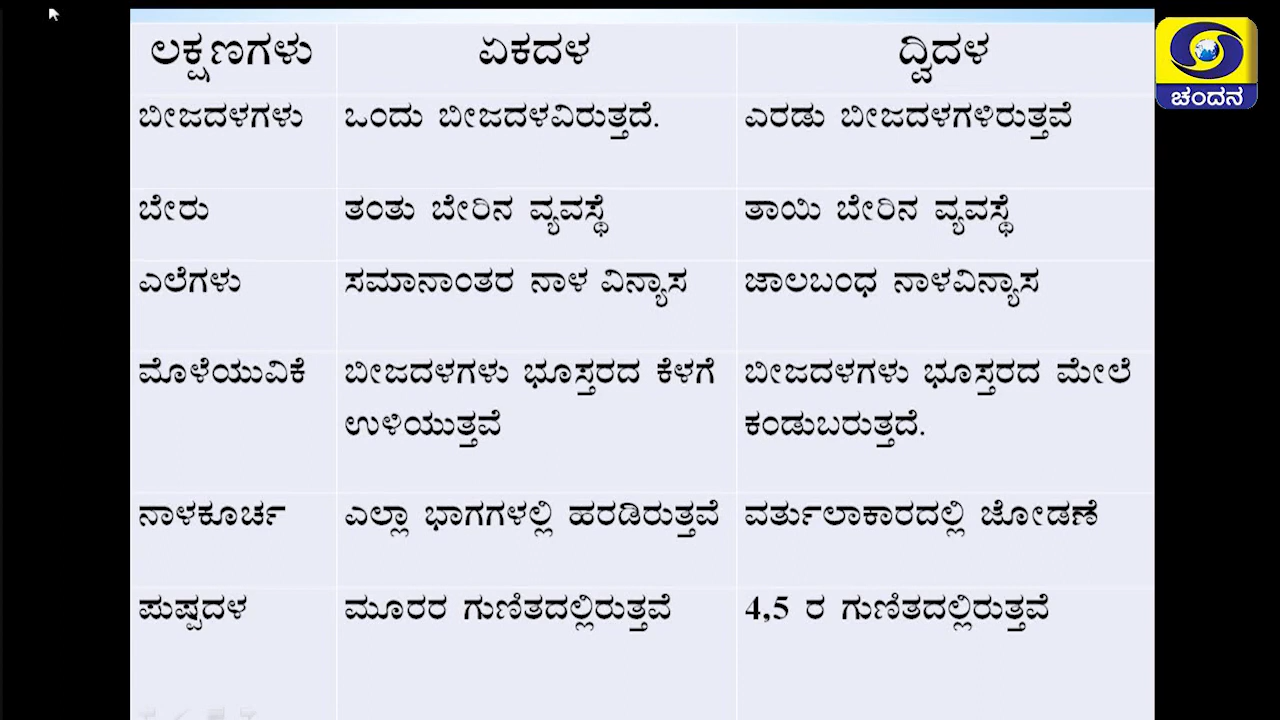 ಲಕ್ಷಣಗಳು ಏಕದಳ ದ್ವಿದಳ
ಬೀಜದಳಗಳು ಒಂದು ಬೀಜದಳವಿರುತ್ತದೆ. ಎರಡು ಬೀಜದಳಗಳಿರುತ್ತವೆ
ಬೇರು ತಂತು ಬೇರಿನ ವ್ಯವಸ್ಥೆ ತಾಯಿ ಬೇರಿನ ವ್ಯವಸ್ಥೆ
ಎಲೆಗಳು ಸಮಾನಾಂತರ ನಾಳ ವಿನ್ಯಾಸ ಜಾಲಬಂಧ ನಾಳವಿನ್ಯಾಸ
ಮೊಳೆಯುವಿಕೆ ಬೀಜದಳಗಳು ಭೂಸ್ತರದ ಕೆಳಗೆ ಬೀಜದಳಗಳು ಭೂಸ್ತರದ ಮೇಲೆ
ಉಳಿಯುತ್ತವೆ ಕಂಡುಬರುತ್ತದೆ.
ನಾಳಕೂರ್ಚ ಎಲ್ಲಾ ಭಾಗಗಳಲ್ಲಿ ಹರಡಿರುತ್ತವೆ ವರ್ತುಲಾಕಾರದಲ್ಲಿ ಜೋಡಣೆ
ಪುಷ್ಪದಳ ಮೂರರ ಗುಣಿತದಲ್ಲಿರುತ್ತವೆ 4,5 ರ ಗುಣಿತದಲ್ಲಿರುತ್ತವೆ
ಚಂದನ